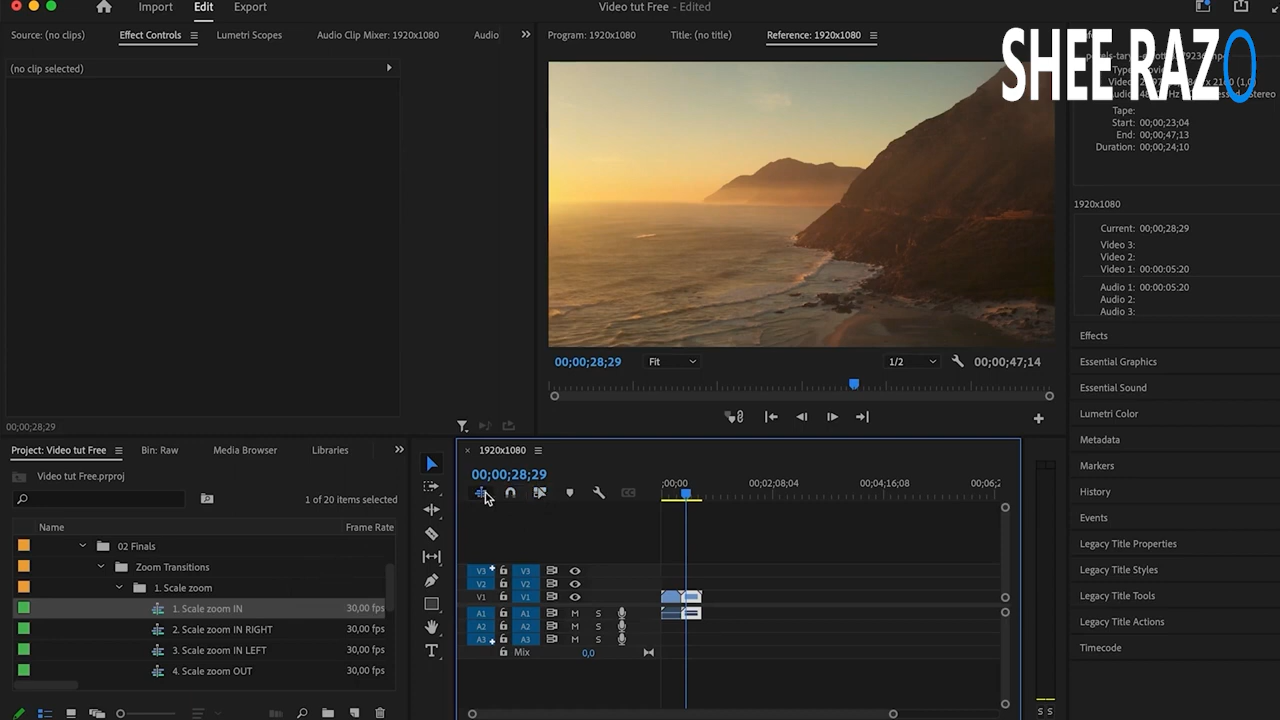 Import Edit Export
Video tut Free - Edited
Source: (no clips) Effect Controls Lumetri Scopes Audio Clip Mixer: 1920x1080 Audio
(no clip selected)
00;00;28;29
Program: 1920x1080 Title: (no title) Reference: 1920x1080
SHEE RAZO
Tape:
Start: 00;00;23;04
End: 00;00;47;13
Duration: 00;00;24;10
1920x1080
Current: 00;00;28;29
Video 3:
Video 2:
Video 1: 00:00:05:20
Audio 1: 00:00:05:20
Audio 2:
Audio 3:
00;00;28;29 Fit 1/2 00;00;47;14
Effects
Essential Graphics
Essential Sound
Lumetri Color
Metadata
Markers
History
Events
Legacy Title Properties
Legacy Title Styles
Legacy Title Tools
Legacy Title Actions
Timecode
Project: Video tut Free Bin: Raw Media Browser Libraries
Video tut Free.prproj
1 of 20 items selected
Name Frame Rate
02 Finals
Zoom Transitions
1. Scale zoom
1. Scale zoom IN 30,00 fps
2. Scale zoom IN RIGHT 30,00 fps
3. Scale zoom IN LEFT 30,00 fps
4. Scale zoom OUT 30,00 fps
1920x1080
00;00;28;29
;00;00 00;02;08;04 00;04;16;08 00;06;2
V3 V3
V2 V2
V1 V1
A1 A1 M S
A2 A2 M S
A3 A3 M S
Mix 0,0
S S